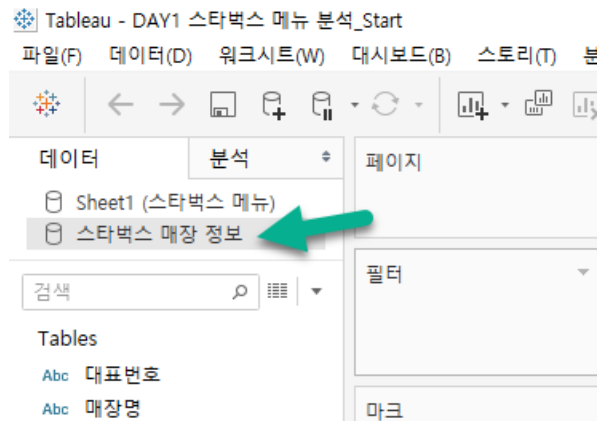 Tableau - DAY1 스타벅스 메뉴 분석_Start
파일(F) 데이터(D) 워크시트(W) 대시보드(B) 스토리(T)
데이터 분석 페이지
Sheet1 (스타벅스 메뉴)
스타벅스 매장 정보
검색 필터
Tables
Abc 대표번호
Abc 매장명
마크